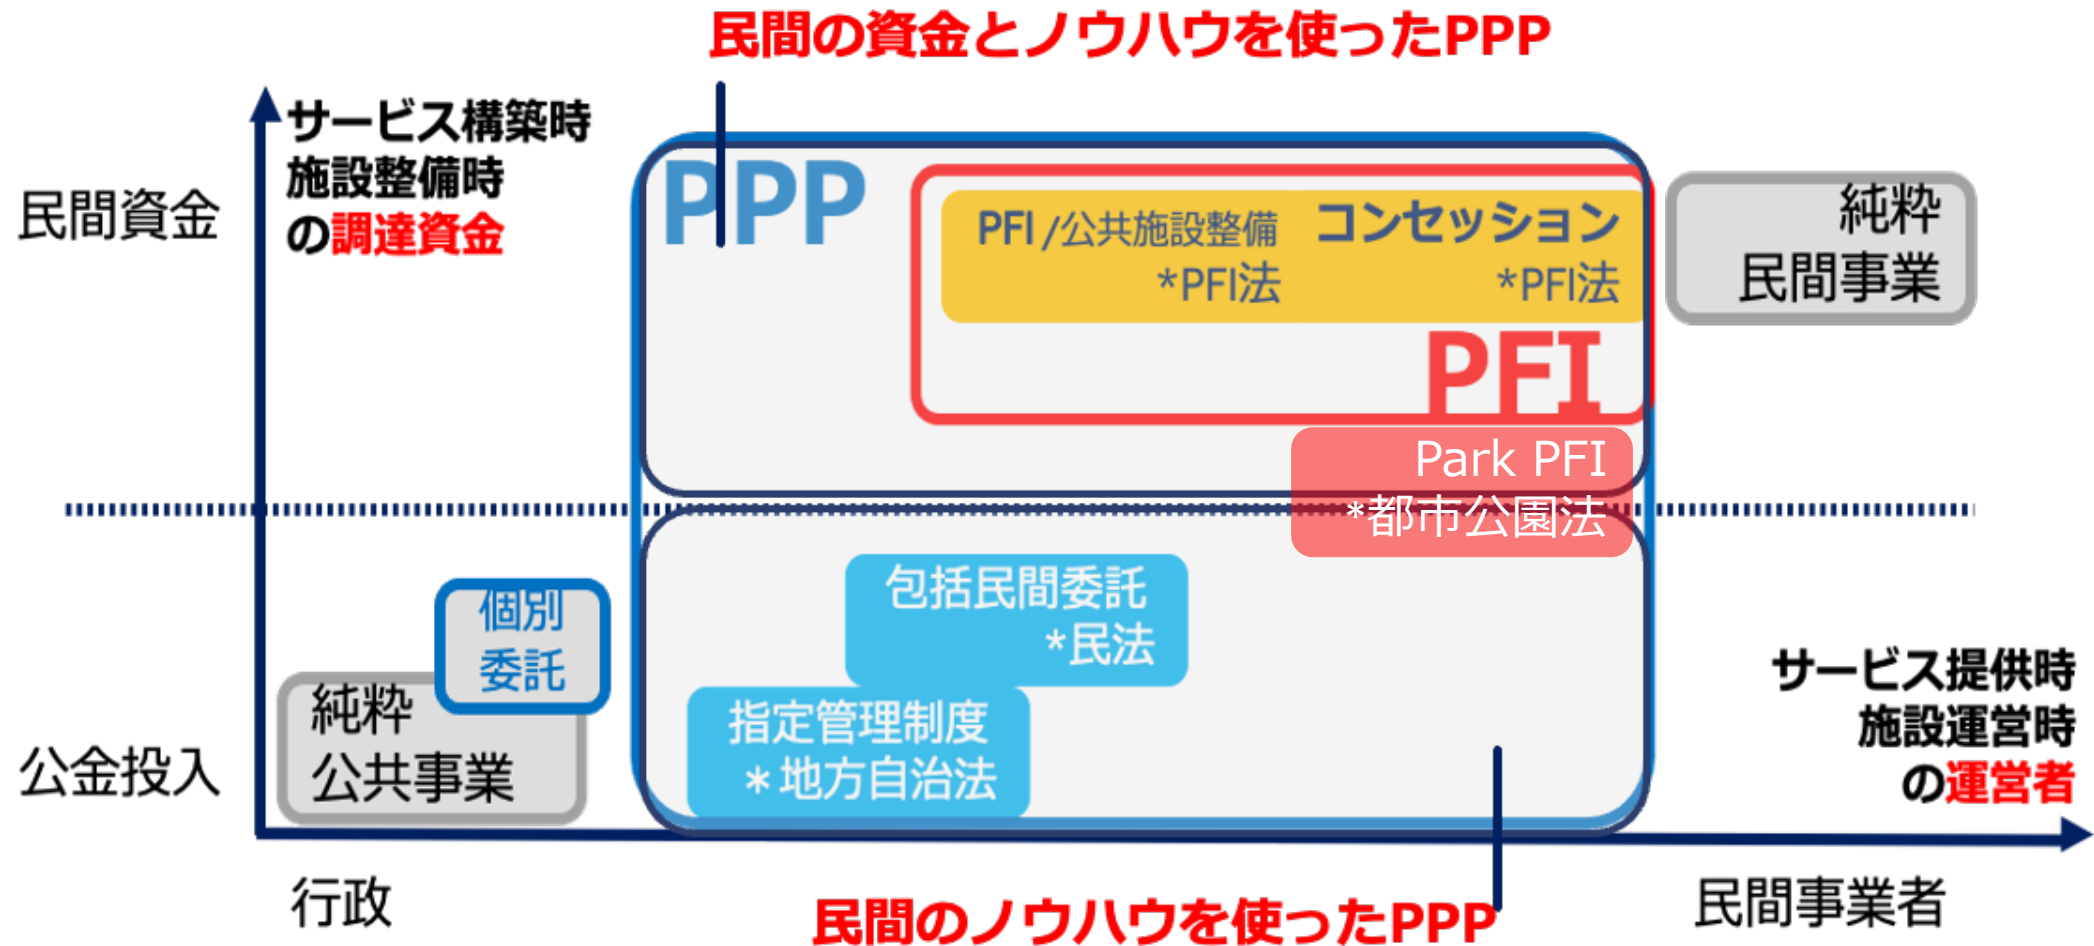 民間の資金とノウハウを使ったPPP
サービス構築時
施設整備時
の調達資金
民間資金
PPP
PFI /公共施設整備
*PFI法
コンセッション
*PFI法
PFI
純粋
民間事業
Park PFI
*都市公園法
包括民間委託
*民法
個別
委託
指定管理制度
＊地方自治法
純粋
公共事業
公金投入
サービス提供時
施設運営時
の運営者
行政
民間のノウハウを使ったPPP
民間事業者